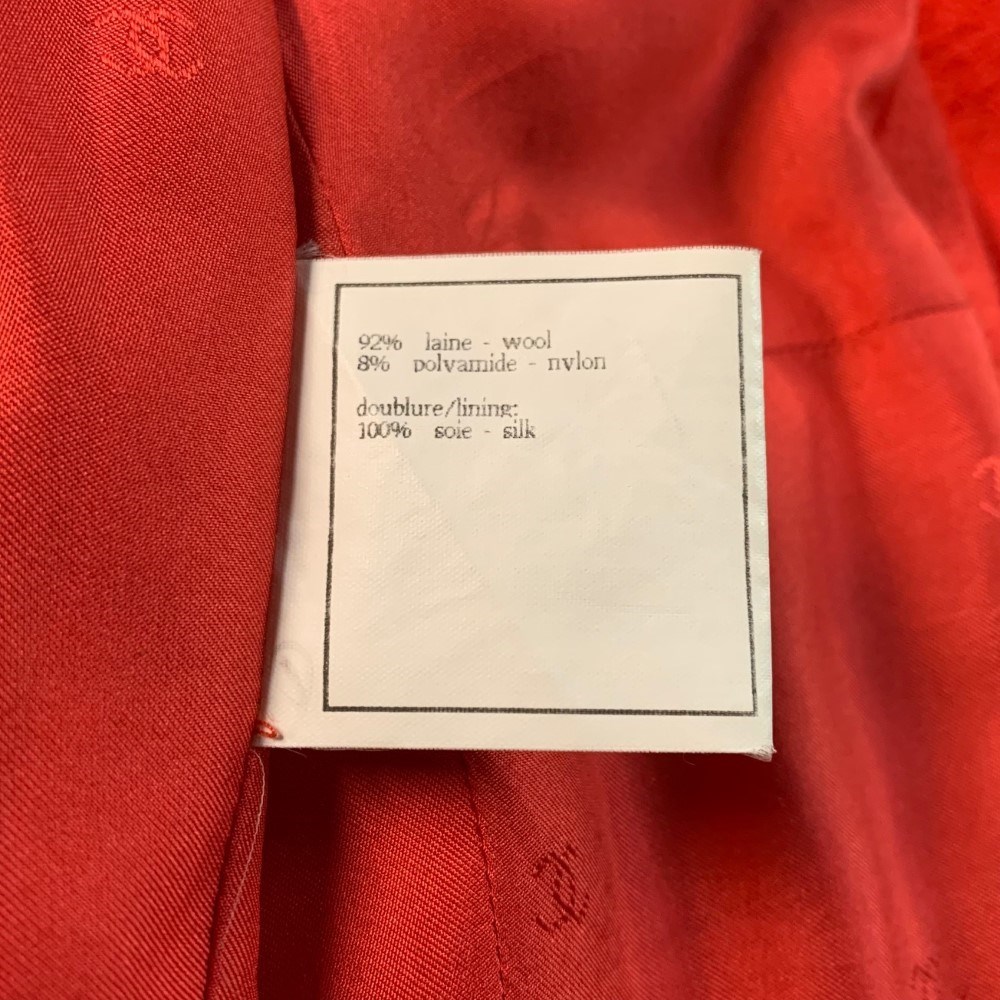 92% laine - wool
8% polyamide - nylon
doublure/lining:
100% soie - silk